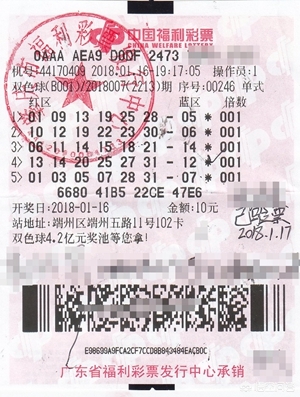 中国福利彩票
CHINA WELFARE LOTTERY
0AAA AEA9 D0DF 2473
机号:44170409 2018-01-16-19:17:05 操作员:1
双色球(B001)/2018007(2213)期 序号:00246 单式
红区 蓝区 倍数
01 09 13 19 25 28 - 05 * 001
10 12 19 22 30 - 06 * 001
3) 06 11 14 15 18 21 - 14 * 001
4) 13 14 20 25 27 31 - 12 * 001
5) 01 03 05 07 28 31 - 07 * 001
6680 41B5 22CE 47E6
开奖日:2018-01-16 金额:10元
站地址:端州区端州五路11号102卡
双色球4.2亿元奖池等您拿!
已验票
2018.1.17
E98699A9FCA2CF7CCD8B943484EACB0C
广东省福利彩票发行中心承销